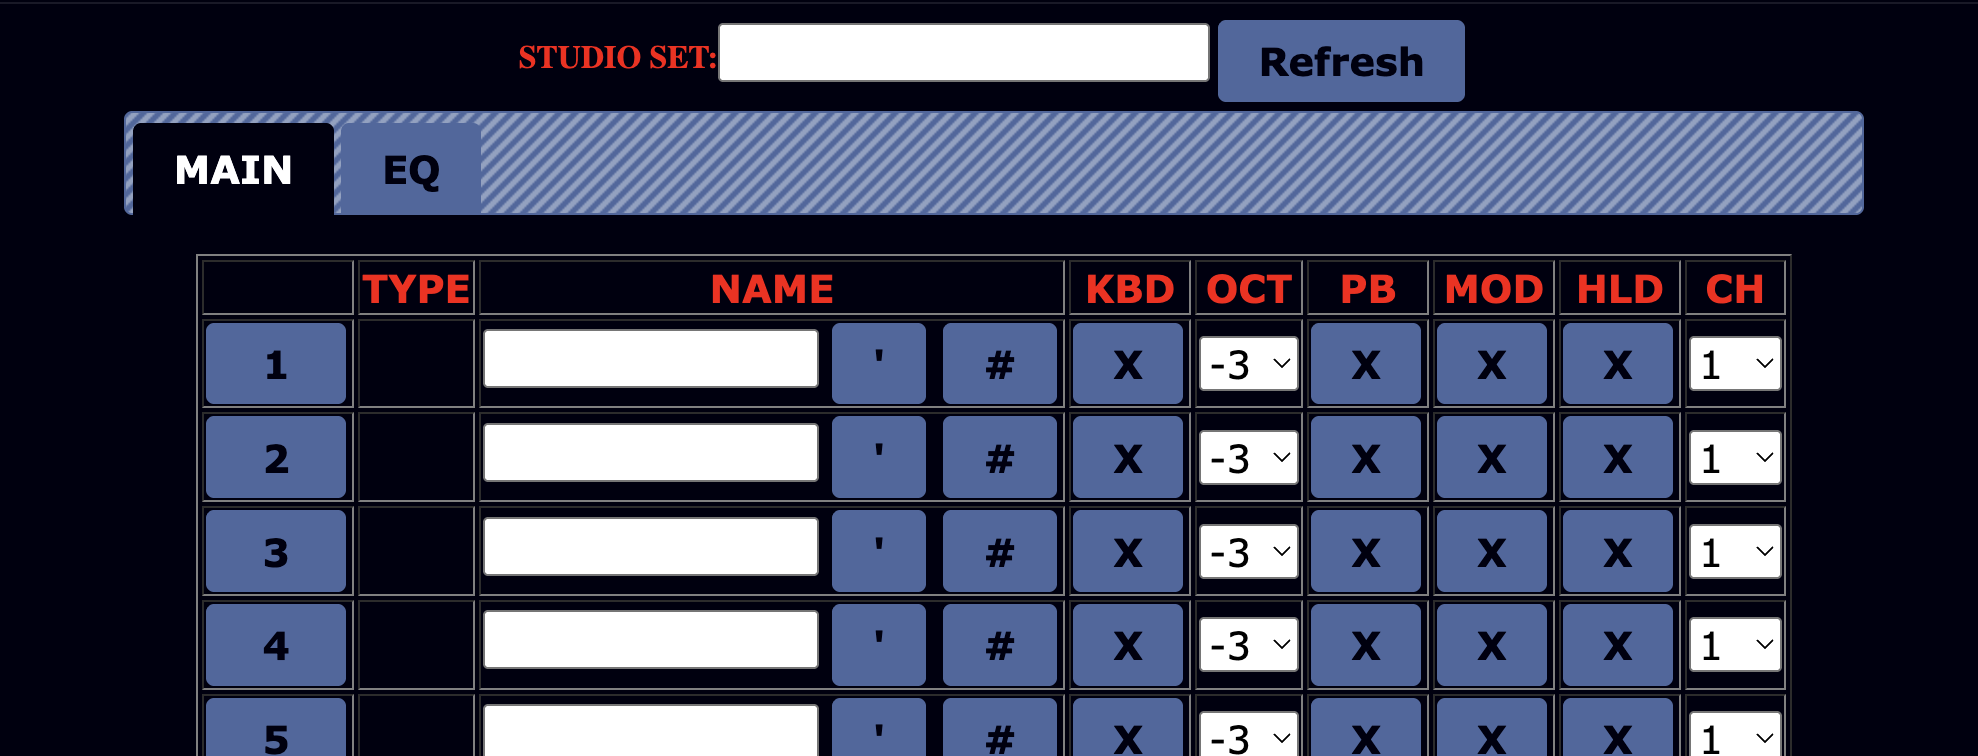 STUDIO SET: Refresh
MAIN EQ
TYPE NAME KBD OCT PB MOD HLD CH
1 ' # X -3 X X X 1
2 ' # X -3 X X X 1
3 ' # X -3 X X X 1
4 ' # X -3 X X X 1
5 ' # X -3 X X X 1